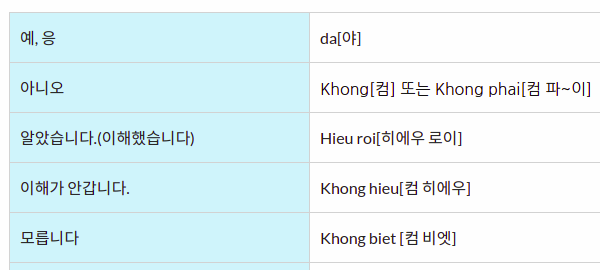 예, 응 da[야]
아니오 Khong[컴] 또는 Khong phai[컴 파~이]
알았습니다.(이해했습니다) Hieu roi[히에우 로이]
이해가 안갑니다. Khong hieu[컴 히에우]
모릅니다 Khong biet [컴 비엣]